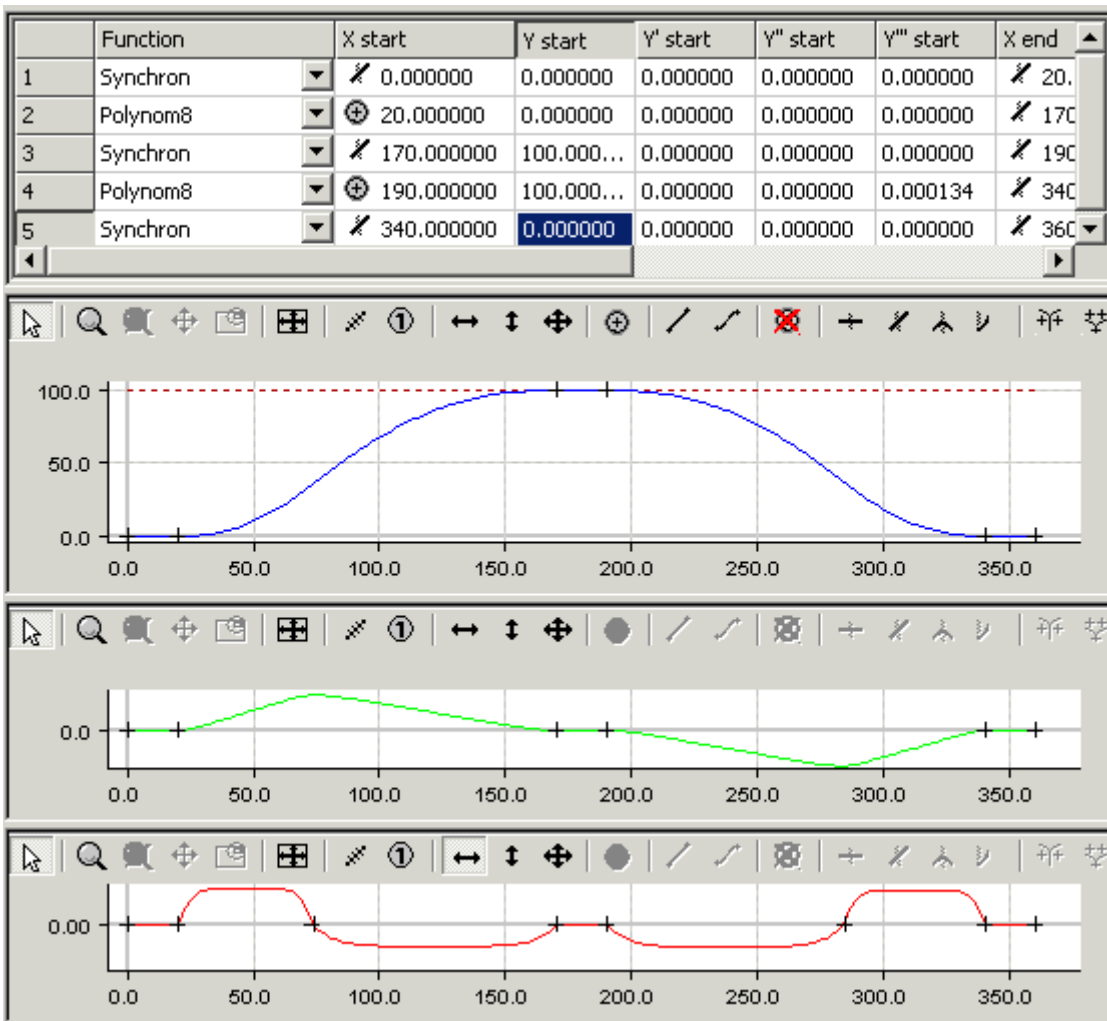 Function X start Y start Y' start Y'' start Y''' start X end
1 Synchron 0.000000 0.000000 0.000000 0.000000 0.000000 20.
2 Polynom8 20.000000 0.000000 0.000000 0.000000 0.000000 170
3 Synchron 170.000000 100.000... 0.000000 0.000000 0.000000 190
4 Polynom8 190.000000 100.000... 0.000000 0.000000 0.000134 340
5 Synchron 340.000000 0.000000 0.000000 0.000000 0.000000 360
1
100.0
50.0
0.0
0.0 50.0 100.0 150.0 200.0 250.0 300.0 350.0
1
0.0
0.0 50.0 100.0 150.0 200.0 250.0 300.0 350.0
1
0.00
0.0 50.0 100.0 150.0 200.0 250.0 300.0 350.0